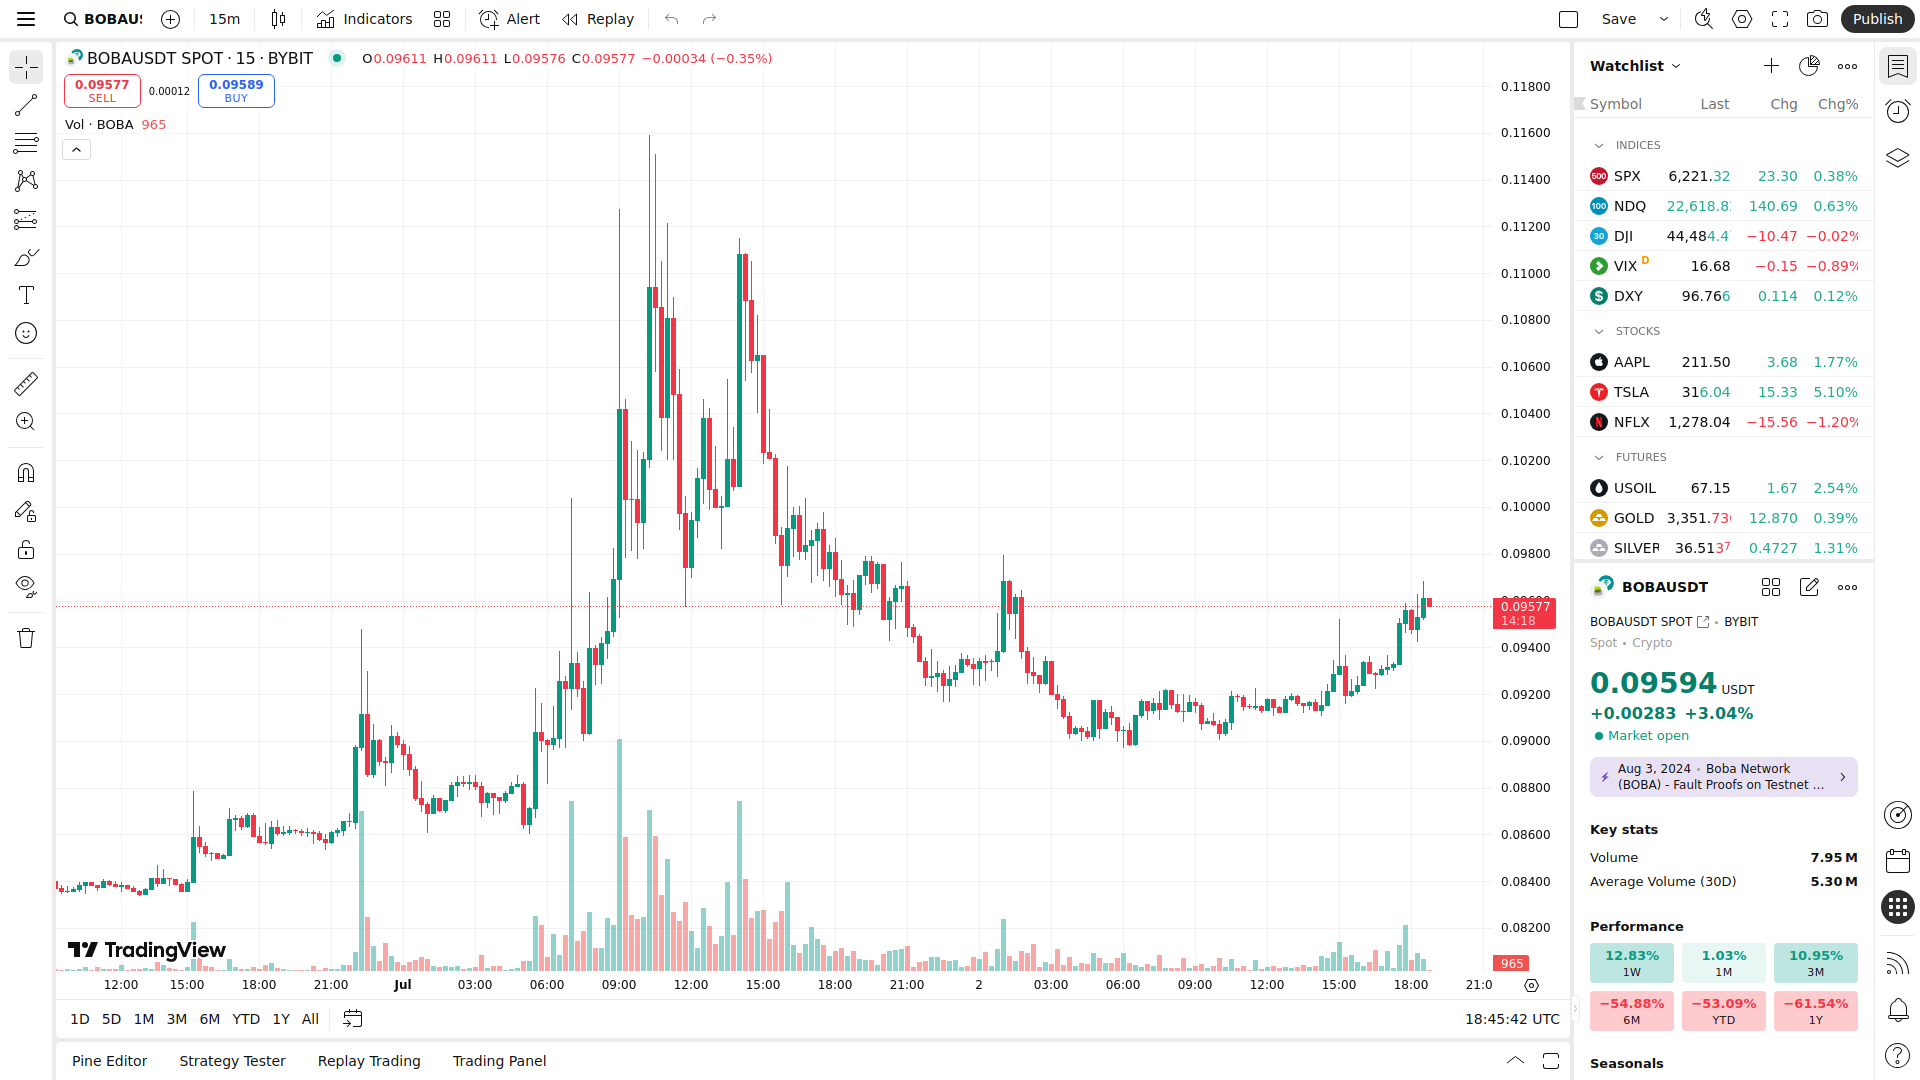 BOBAUS
15m
Indicators
Alert
Replay
Save
Publish
BOBAUSDT SPOT · 15 · BYBIT
O0.09611 H0.09611 L0.09576 C0.09577 −0.00034 (−0.35%)
0.09577
SELL
0.00012
0.09589
BUY
Vol · BOBA 965
0.11800
0.11600
0.11400
0.11200
0.11000
0.10800
0.10600
0.10400
0.10200
0.10000
0.09800
0.09577
14:18
0.09400
0.09200
0.09000
0.08800
0.08600
0.08400
0.08200
965
TradingView
12:00 15:00 18:00 21:00 Jul 03:00 06:00 09:00 12:00 15:00 18:00 21:00 2 03:00 06:00 09:00 12:00 15:00 18:00 21:0
1D 5D 1M 3M 6M YTD 1Y All
18:45:42 UTC
Pine Editor
Strategy Tester
Replay Trading
Trading Panel
Watchlist
Symbol Last Chg Chg%
INDICES
500 SPX 6,221.32 23.30 0.38%
100 NDQ 22,618.8 140.69 0.63%
30 DJI 44,484.4 −10.47 −0.02%
VIX D 16.68 −0.15 −0.89%
DXY 96.766 0.114 0.12%
STOCKS
AAPL 211.50 3.68 1.77%
TSLA 316.04 15.33 5.10%
NFLX 1,278.04 −15.56 −1.20%
FUTURES
USOIL 67.15 1.67 2.54%
GOLD 3,351.73 12.870 0.39%
SILVER 36.5137 0.4727 1.31%
BOBAUSDT
BOBAUSDT SPOT • BYBIT
Spot • Crypto
0.09594 USDT
+0.00283 +3.04%
Market open
Aug 3, 2024 • Boba Network
(BOBA) - Fault Proofs on Testnet ...
Key stats
Volume 7.95 M
Average Volume (30D) 5.30 M
Performance
12.83%
1W
1.03%
1M
10.95%
3M
−54.88%
6M
−53.09%
YTD
−61.54%
1Y
Seasonals